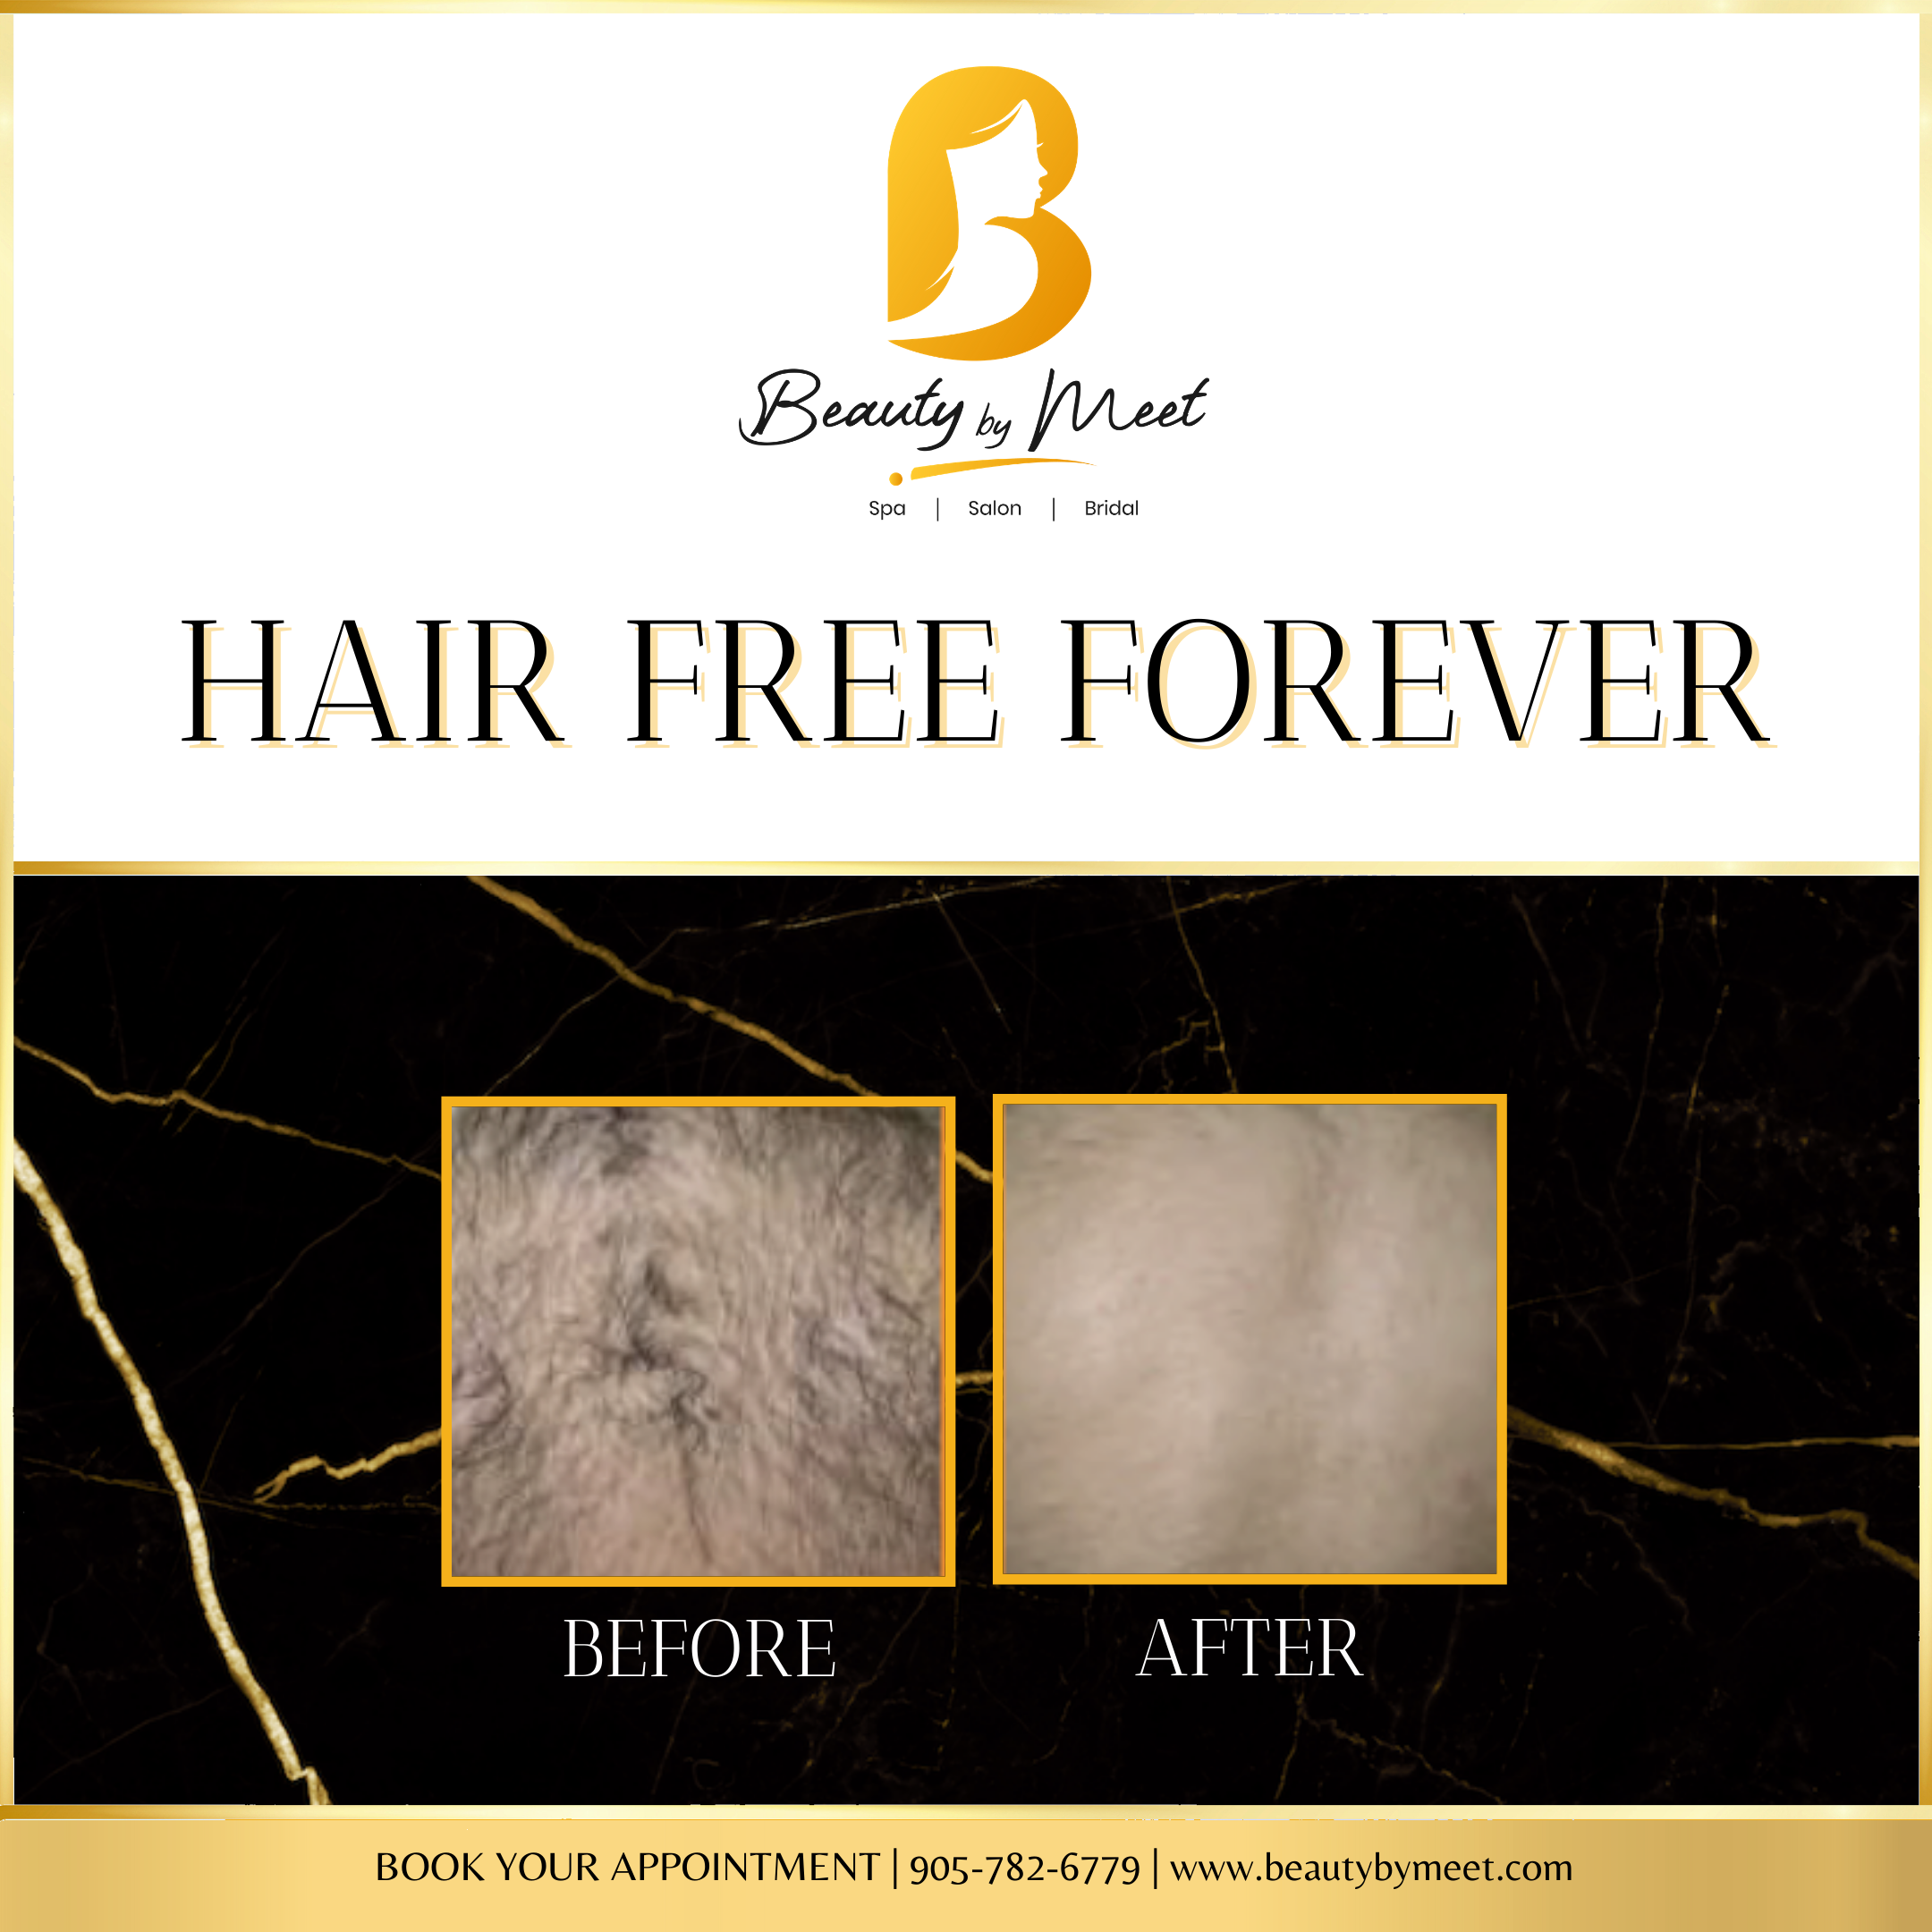 Beauty by Meet
Spa | Salon | Bridal
HAIR FREE FOREVER
BEFORE
AFTER
BOOK YOUR APPOINTMENT | 905-782-6779 | www.beautybymeet.com